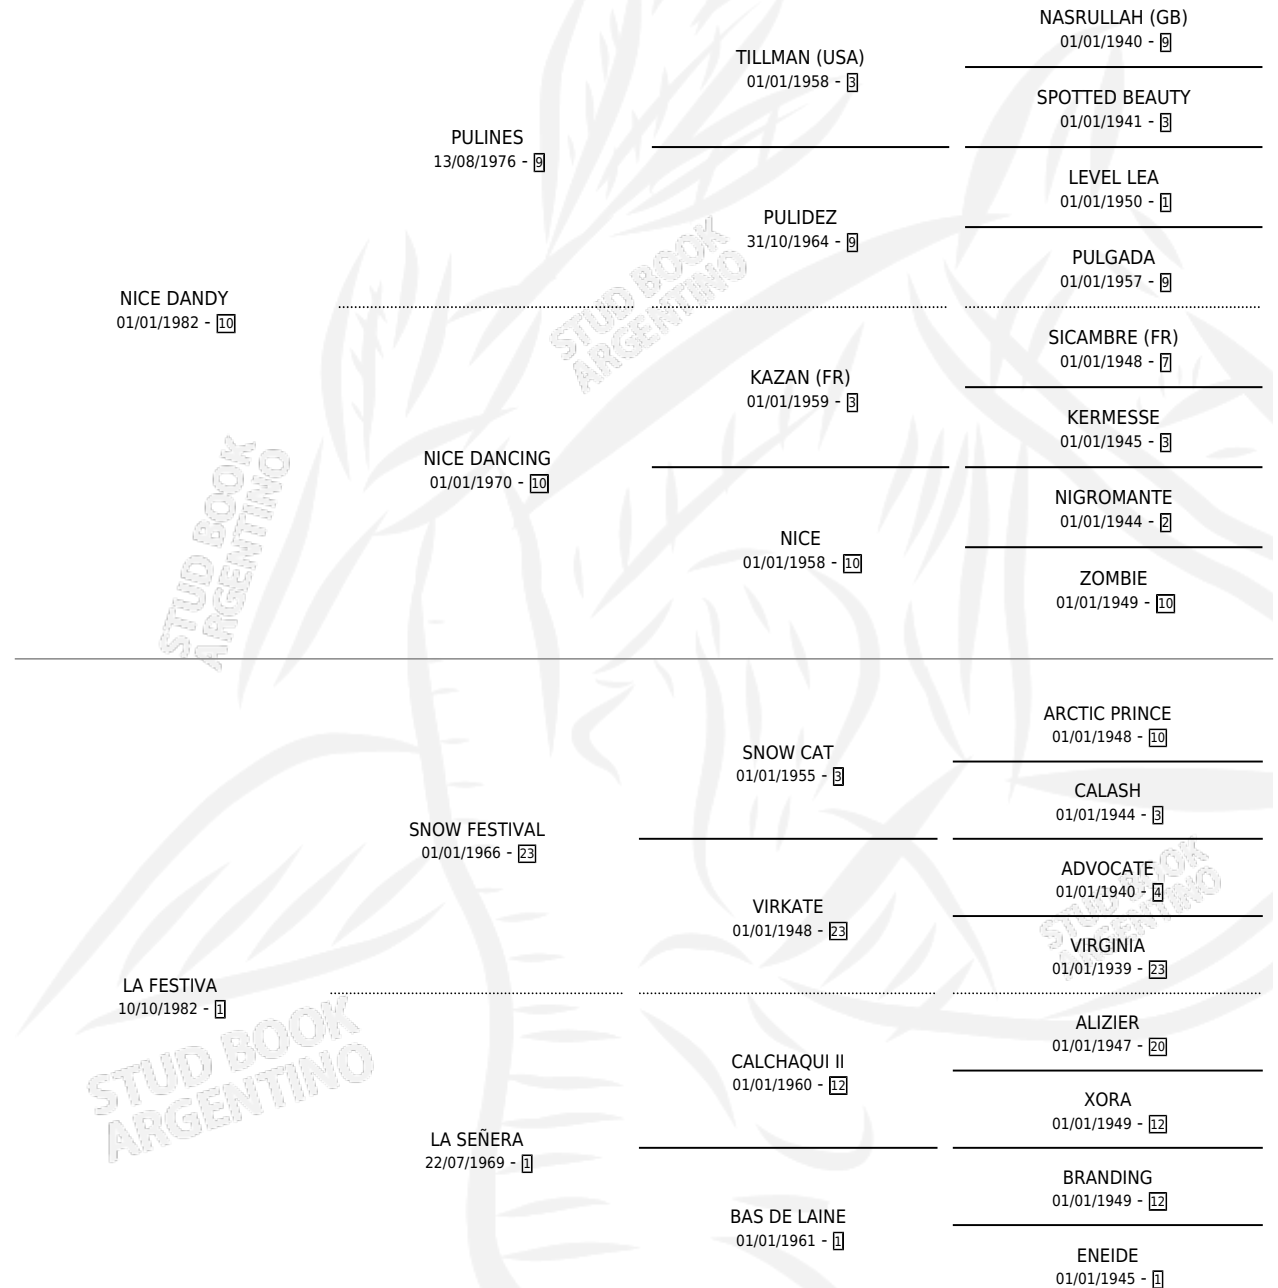 NASRULLAH (GB)
01/01/1940 - 9
TILLMAN (USA)
01/01/1958 - 3
SPOTTED BEAUTY
01/01/1941 - 3
PULINES
13/08/1976 - 9
LEVEL LEA
01/01/1950 - 1
PULIDEZ
31/10/1964 - 9
PULGADA
01/01/1957 - 9
NICE DANDY
01/01/1982 - 10
STUD BOOK
ARGENTINO
SICAMBRE (FR)
01/01/1948 - 7
KAZAN (FR)
01/01/1959 - 3
KERMESSE
01/01/1945 - 3
NICE DANCING
01/01/1970 - 10
NIGROMANTE
01/01/1944 - 2
NICE
01/01/1958 - 10
ZOMBIE
01/01/1949 - 10
STUD BOOK
ARGENTINO
ARCTIC PRINCE
01/01/1948 - 10
SNOW CAT
01/01/1955 - 3
CALASH
01/01/1944 - 3
SNOW FESTIVAL
01/01/1966 - 23
ADVOCATE
01/01/1940 - 4
VIRKATE
01/01/1948 - 23
VIRGINIA
01/01/1939 - 23
STUD BOOK
ARGENTINO
LA FESTIVA
10/10/1982 - 1
ALIZIER
01/01/1947 - 20
CALCHAQUI II
01/01/1960 - 12
XORA
01/01/1949 - 12
STUD BOOK
ARGENTINO
LA SEÑERA
22/07/1969 - 1
BRANDING
01/01/1949 - 12
BAS DE LAINE
01/01/1961 - 1
ENEIDE
01/01/1945 - 1